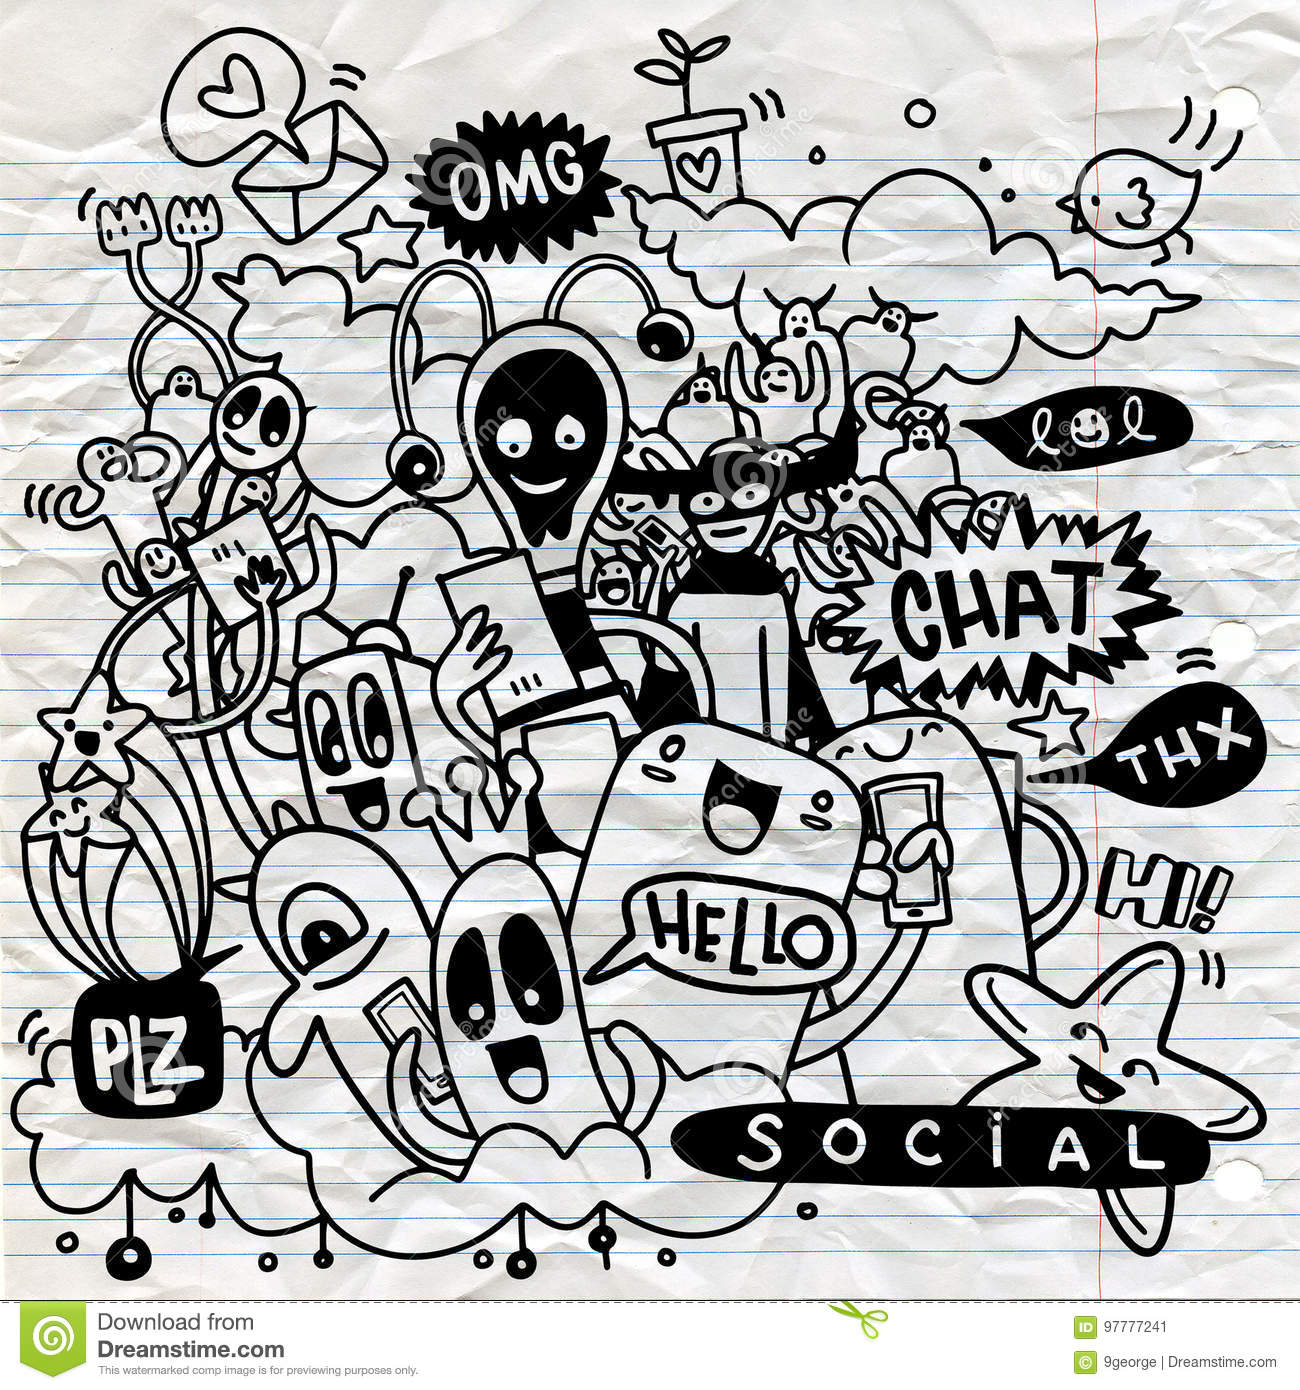 OMG
lol
CHAT
THX
HI!!
HELLO
PLZ
SOCiAL
Download from
Dreamstime.com
This watermarked comp image is for previewing purposes only.
ID 97777241
© 9george | Dreamstime.com